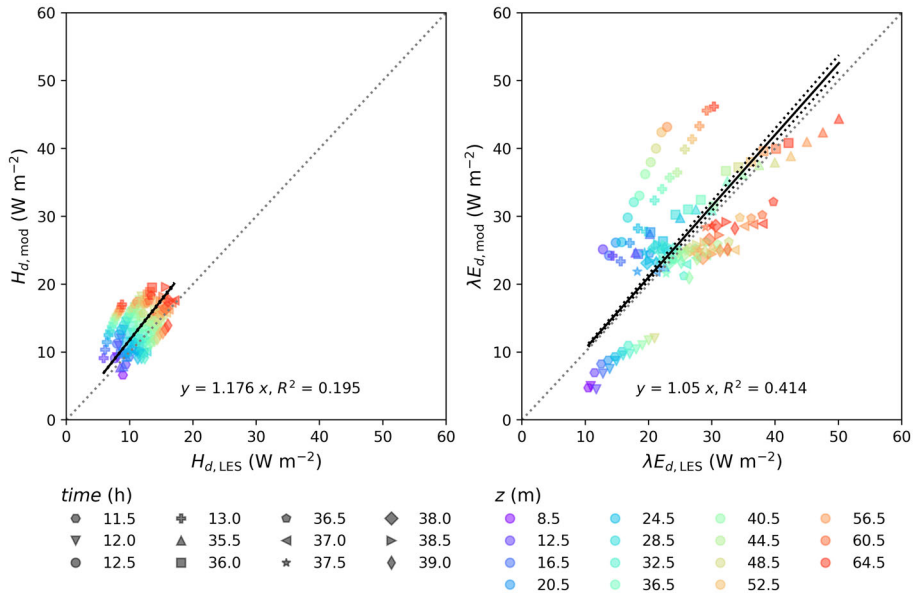 60
50
40
30
20
10
0
0 10 20 30 40 50 60
H_d,mod (W m⁻²)
H_d,LES (W m⁻²)
y = 1.176 x, R² = 0.195
60
50
40
30
20
10
0
0 10 20 30 40 50 60
λE_d,mod (W m⁻²)
λE_d,LES (W m⁻²)
y = 1.05 x, R² = 0.414
time (h)
11.5 13.0 36.5 38.0
12.0 35.5 37.0 38.5
12.5 36.0 37.5 39.0
z (m)
8.5 24.5 40.5 56.5
12.5 28.5 44.5 60.5
16.5 32.5 48.5 64.5
20.5 36.5 52.5